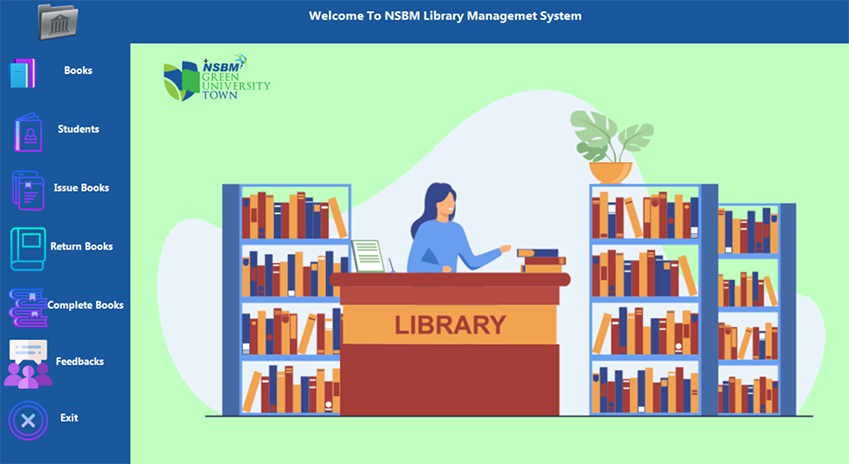 Welcome To NSBM Library Managemet System
NSBM
GREEN
UNIVERSITY
TOWN
Books
Students
Issue Books
Return Books
Complete Books
Feedbacks
Exit
LIBRARY